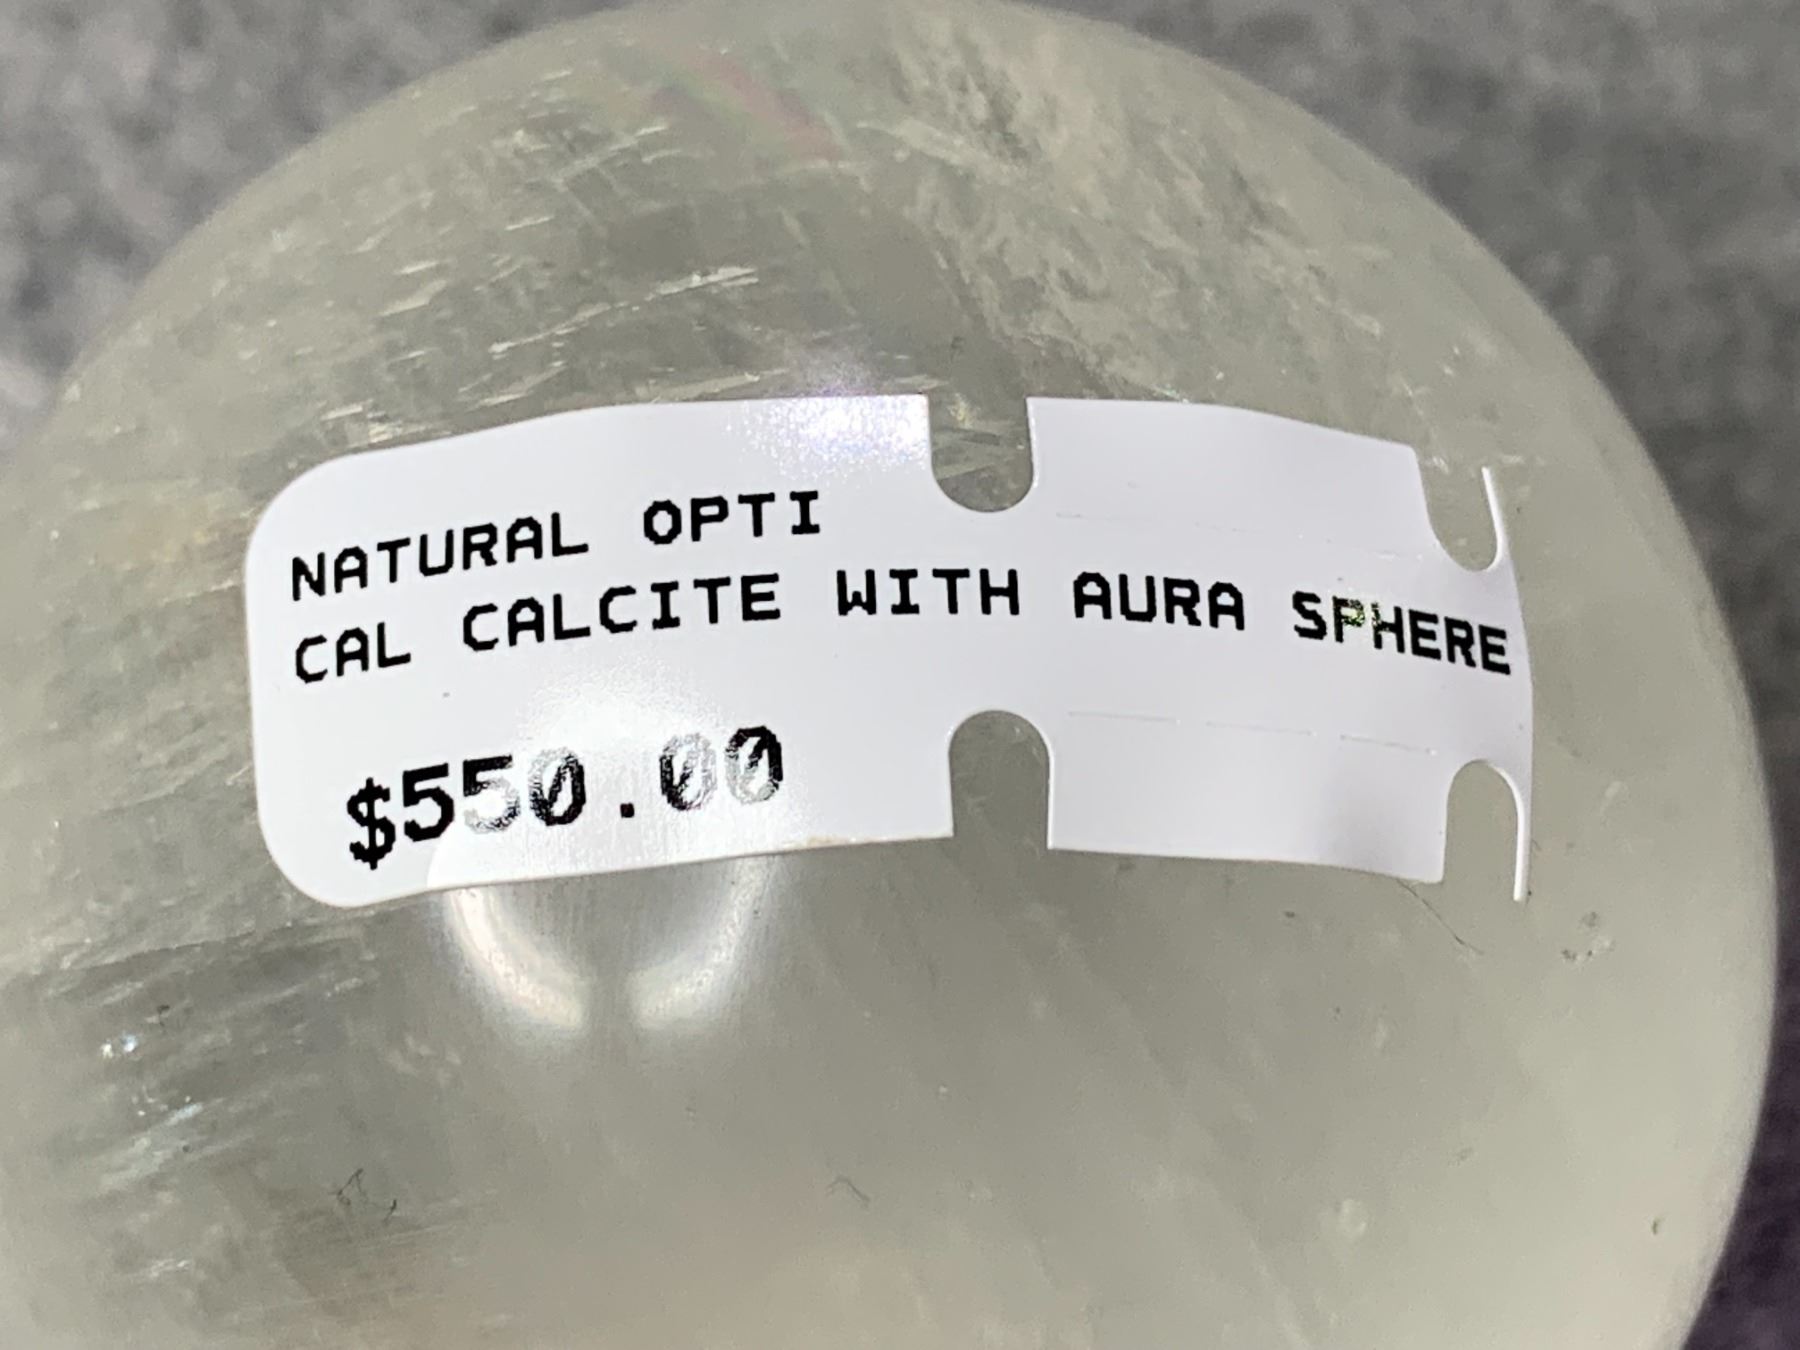 NATURAL OPTI
CAL CALCITE WITH AURA SPHERE
$550.00